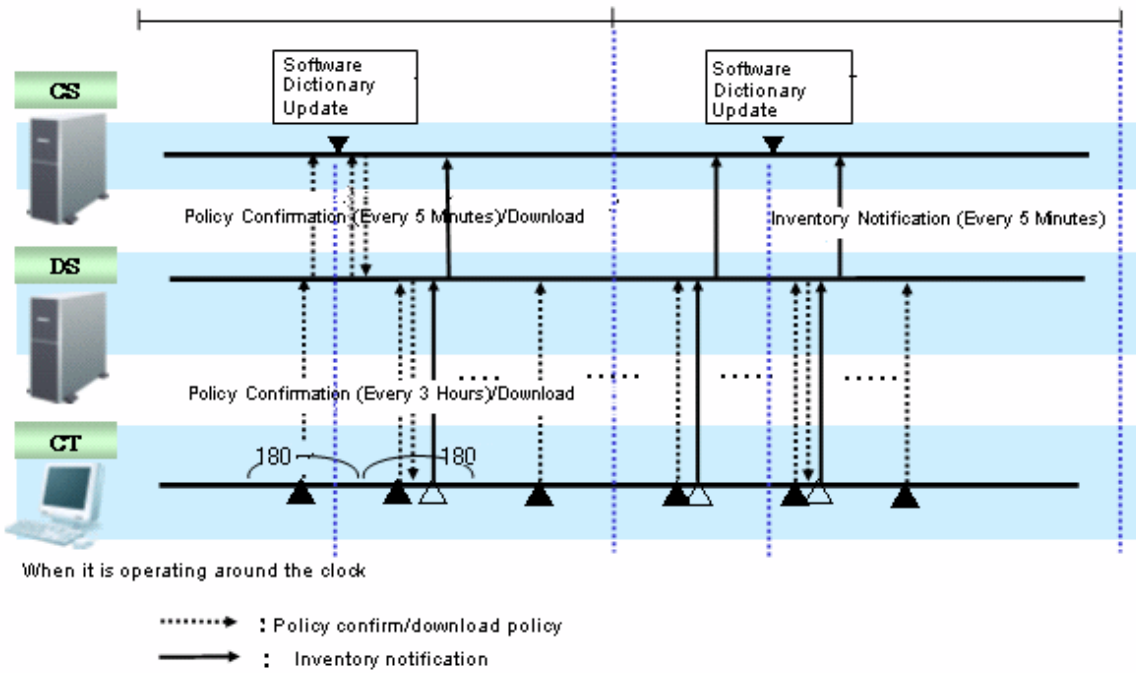 Software
Dictionary
Update
Software
Dictionary
Update
CS
Policy Confirmation (Every 5 Minutes)/Download
Inventory Notification (Every 5 Minutes)
DS
Policy Confirmation (Every 3 Hours)/Download
CT
180
180
When it is operating around the clock
: Policy confirm/download policy
: Inventory notification